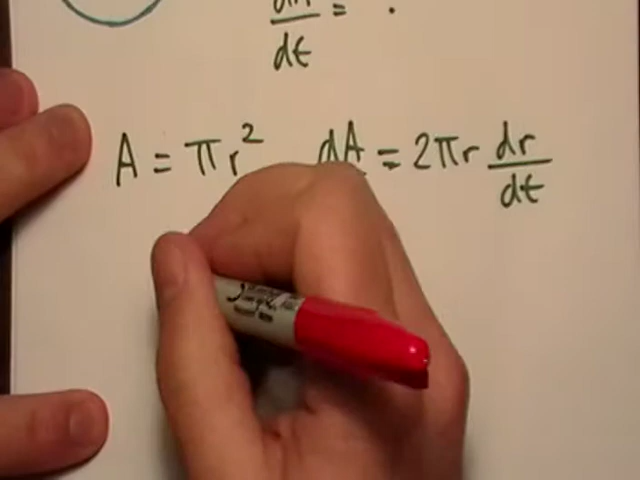 dt
A = πr² dA = 2πr dr
dt